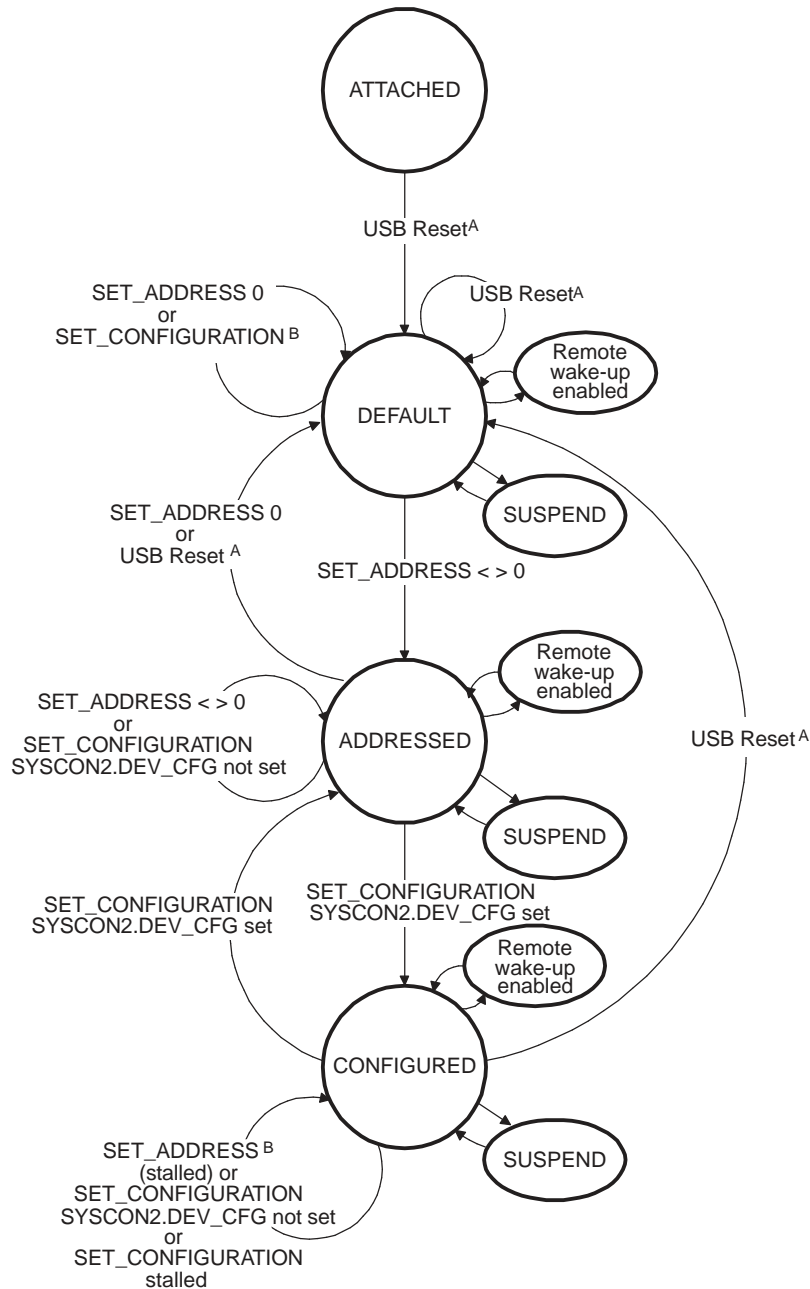 ATTACHED
USB Reset A
SET_ADDRESS 0
or
SET_CONFIGURATION B
USB Reset A
Remote
wake-up
enabled
DEFAULT
SET_ADDRESS 0
or
USB Reset A
SUSPEND
SET_ADDRESS < > 0
Remote
wake-up
enabled
SET_ADDRESS < > 0
or
SET_CONFIGURATION
SYSCON2.DEV_CFG not set
ADDRESSED
USB Reset A
SUSPEND
SET_CONFIGURATION
SYSCON2.DEV_CFG set
SET_CONFIGURATION
SYSCON2.DEV_CFG set
Remote
wake-up
enabled
CONFIGURED
SET_ADDRESS B
(stalled) or
SET_CONFIGURATION
SYSCON2.DEV_CFG not set
or
SET_CONFIGURATION
stalled
SUSPEND